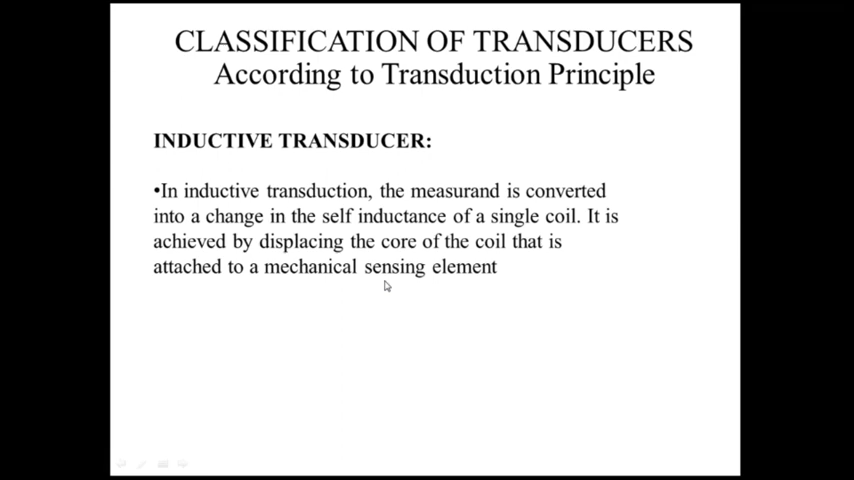 CLASSIFICATION OF TRANSDUCERS
According to Transduction Principle
INDUCTIVE TRANSDUCER:
•In inductive transduction, the measurand is converted
into a change in the self inductance of a single coil. It is
achieved by displacing the core of the coil that is
attached to a mechanical sensing element